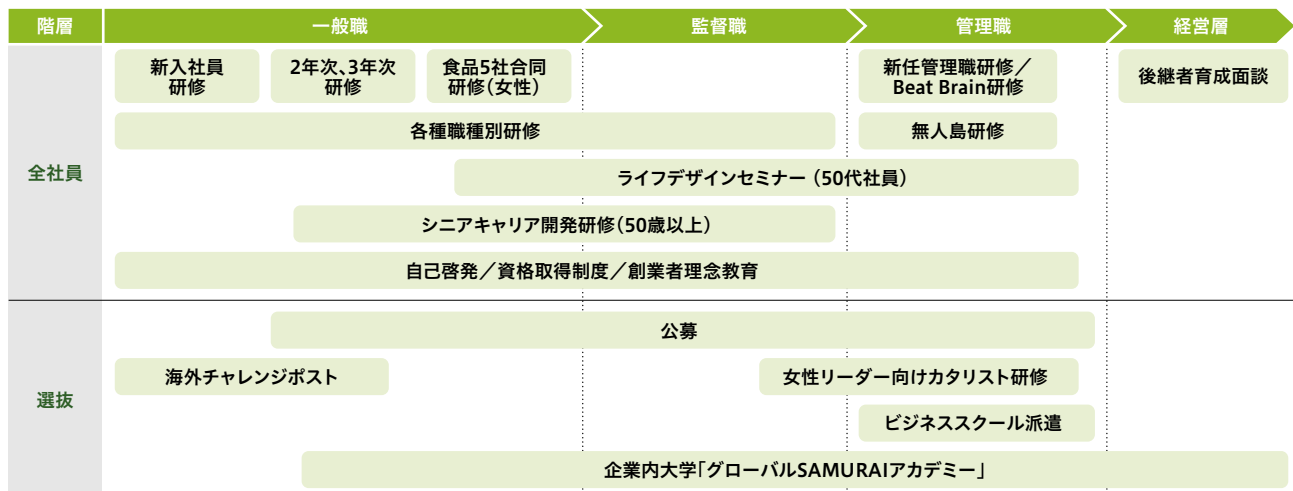 階層
一般職
監督職
管理職
経営層
全社員
新入社員
研修
2年次、3年次
研修
食品5社合同
研修(女性)
新任管理職研修／
Beat Brain研修
後継者育成面談
各種職種別研修
無人島研修
ライフデザインセミナー（50代社員）
シニアキャリア開発研修(50歳以上)
自己啓発／資格取得制度／創業者理念教育
選抜
公募
海外チャレンジポスト
女性リーダー向けカタリスト研修
ビジネススクール派遣
企業内大学「グローバルSAMURAIアカデミー」